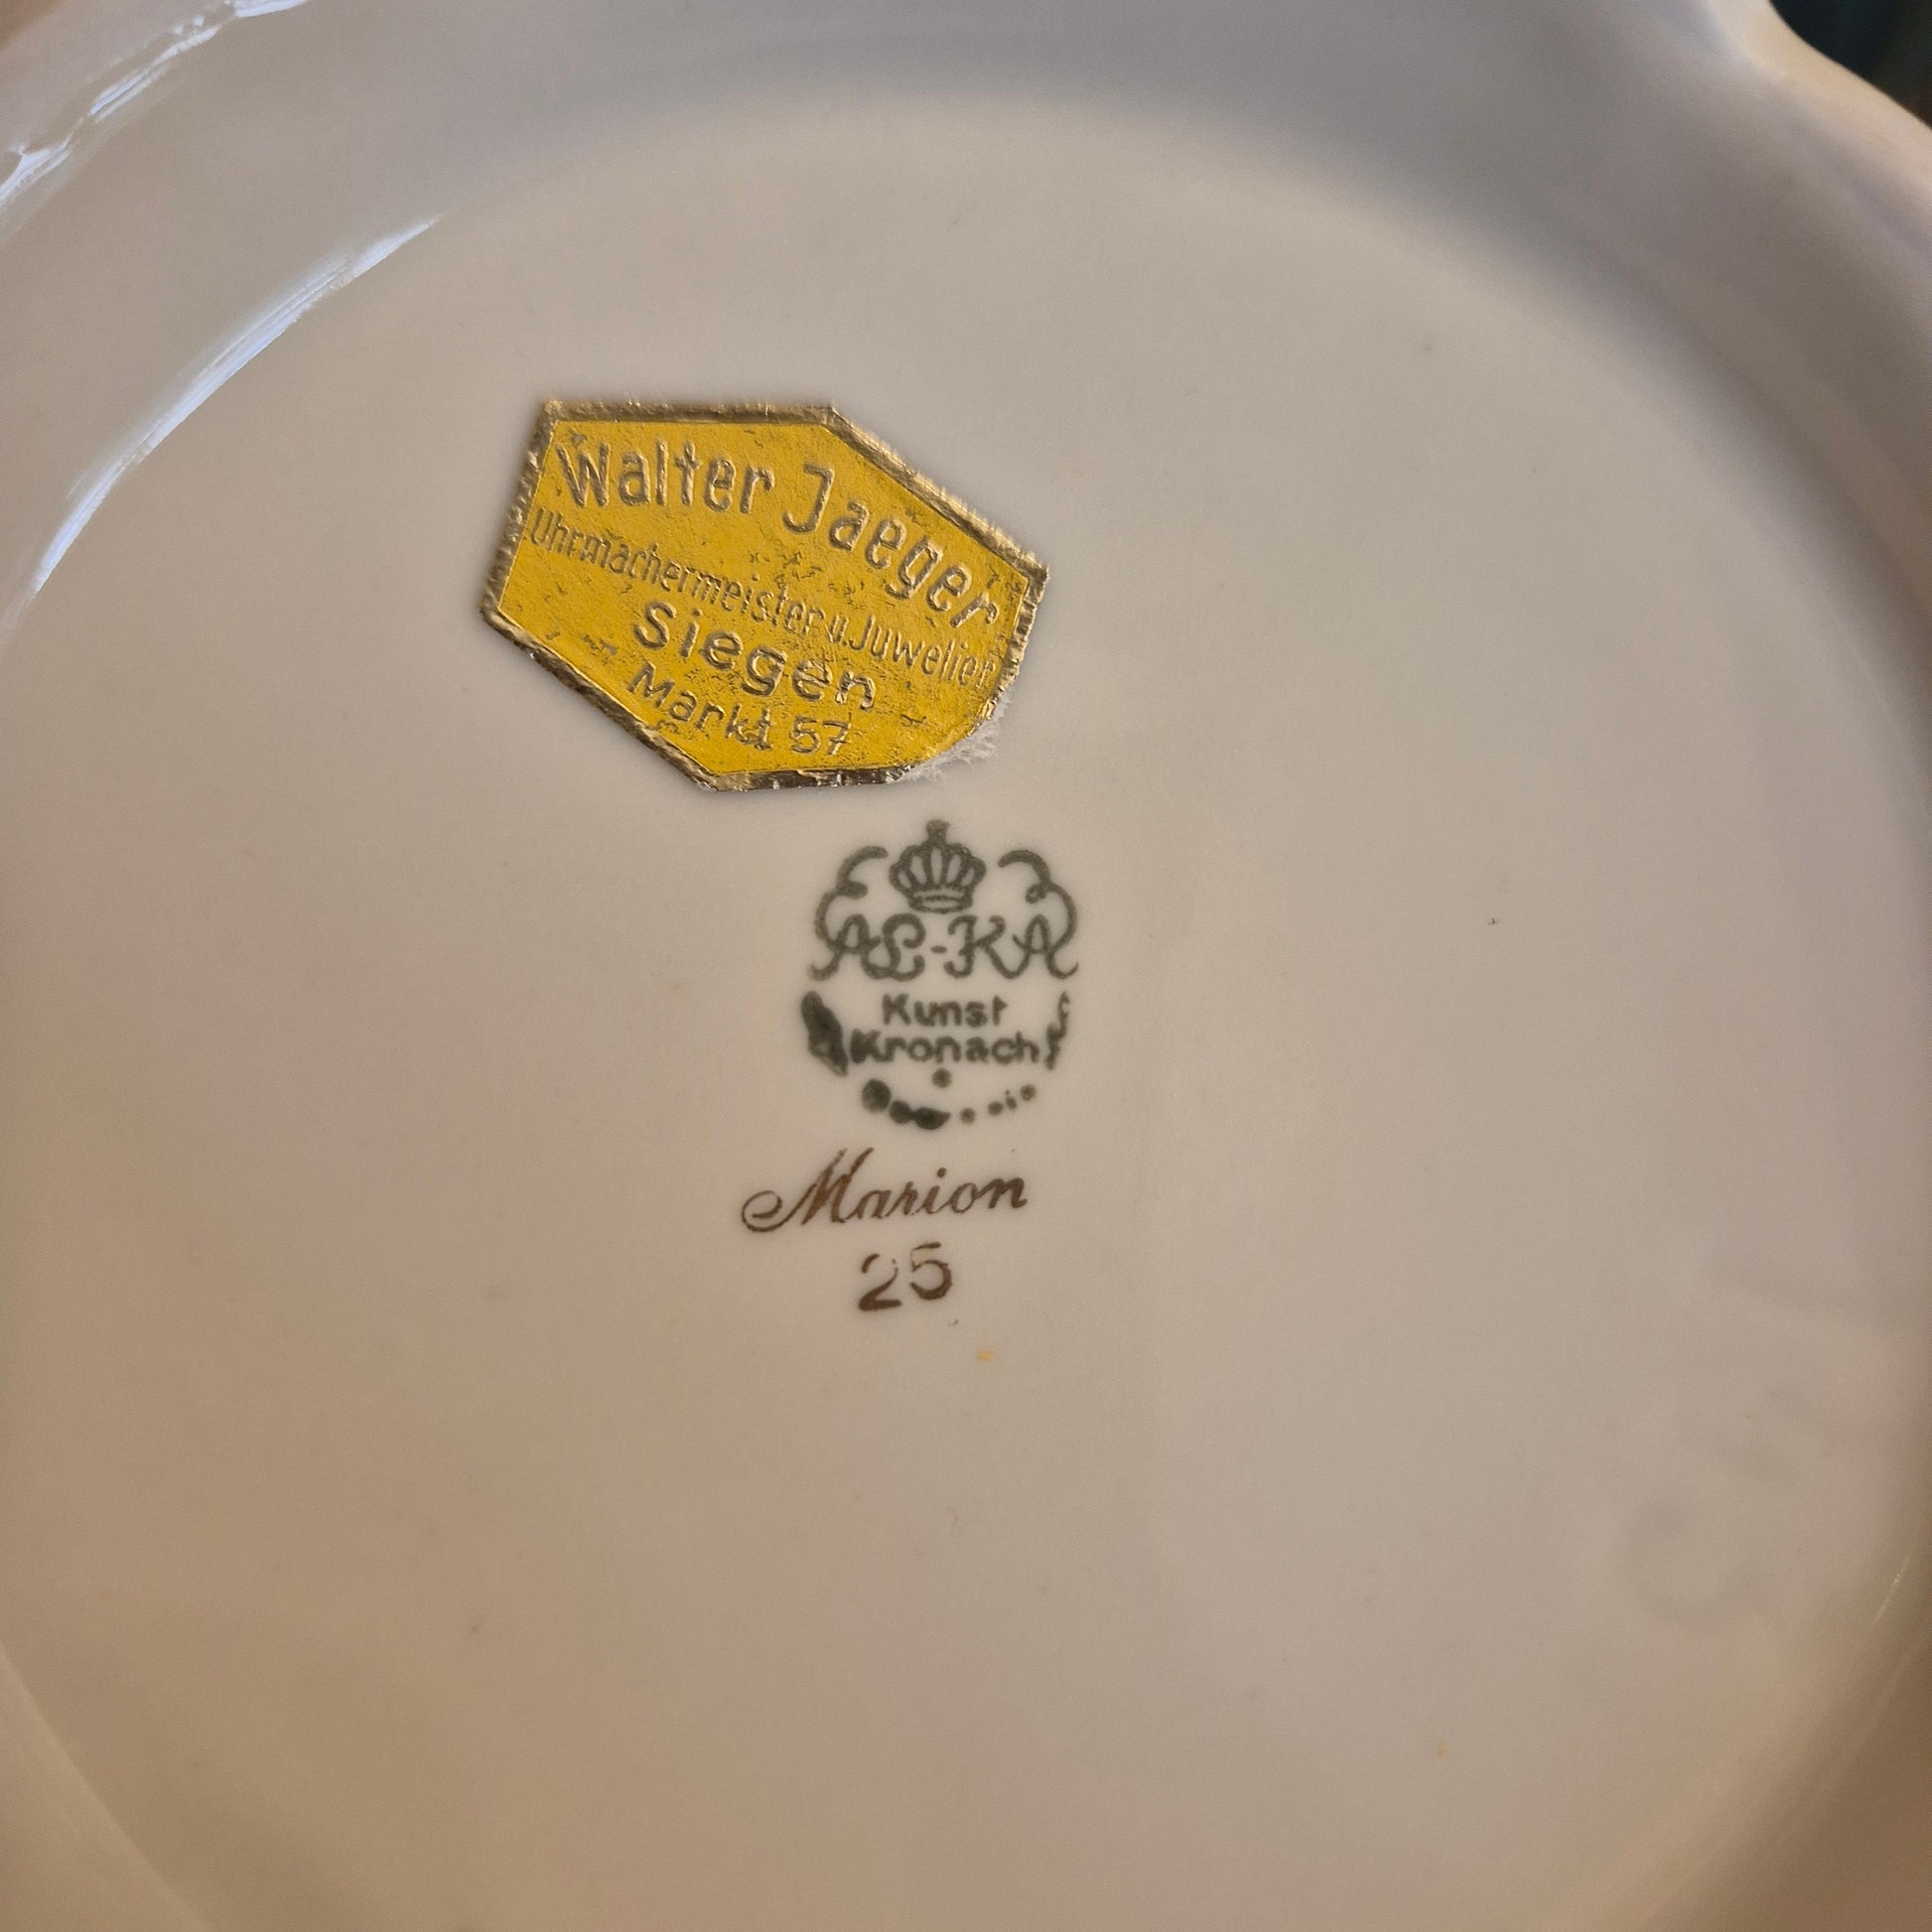 Walter Jaeger
Uhrmachermeister u. Juwelier
Siegen
Markt 57
AL-KA
Kunst
Kronach
Marion
25